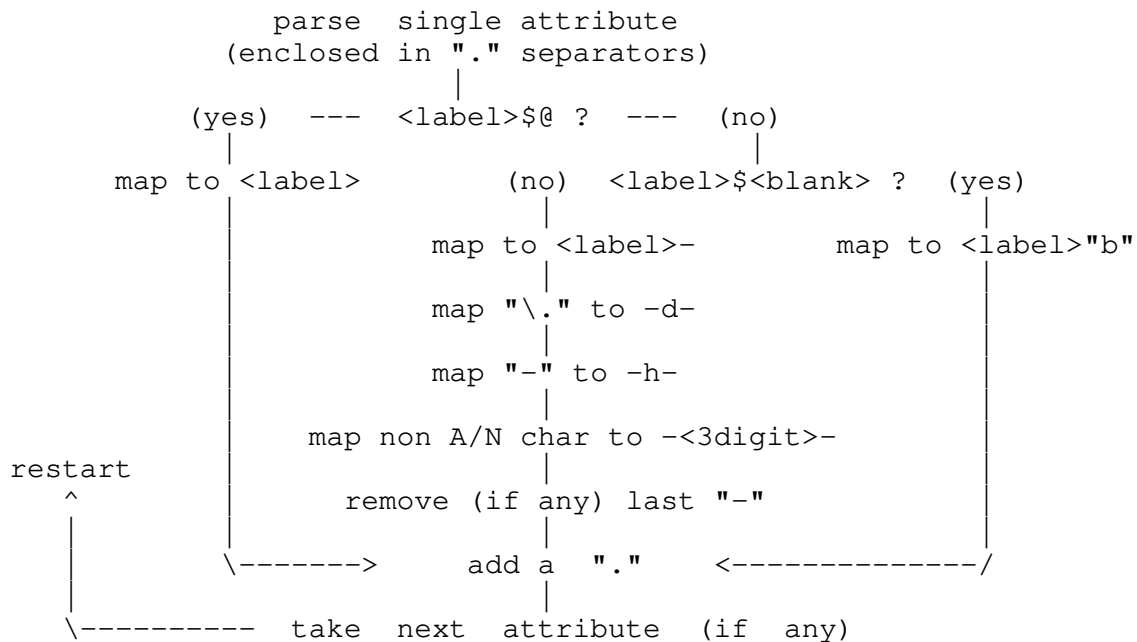 parse single attribute
(enclosed in "." separators)
|
(yes) --- <label>$@ ? --- (no)
| |
map to <label> (no) <label>$<blank> ? (yes)
| | |
| map to <label>- map to <label>"b"
| | |
| map "\." to -d- |
| | |
| map "-" to -h- |
| | |
| map non A/N char to -<3digit>- |
restart | | |
^ | remove (if any) last "-" |
| | | |
| \-------> add a "." <--------------/
| |
\---------- take next attribute (if any)